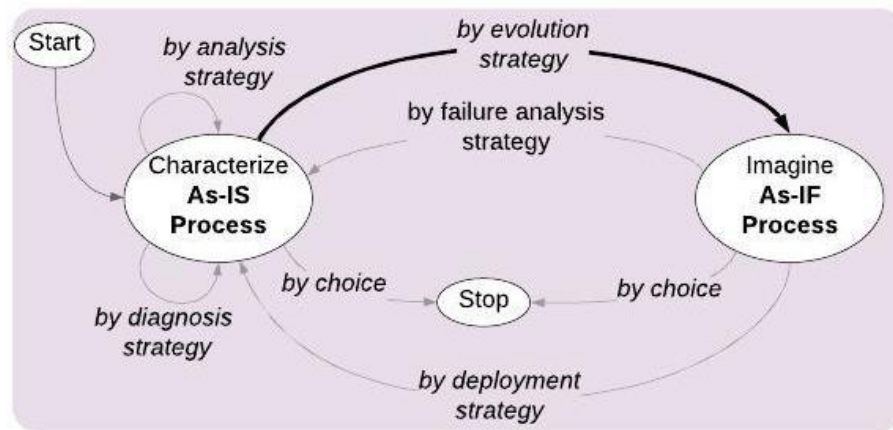 Start
by analysis
strategy
by evolution
strategy
by failure analysis
strategy
Characterize
As-IS
Process
Imagine
As-IF
Process
by choice
Stop
by choice
by diagnosis
strategy
by deployment
strategy